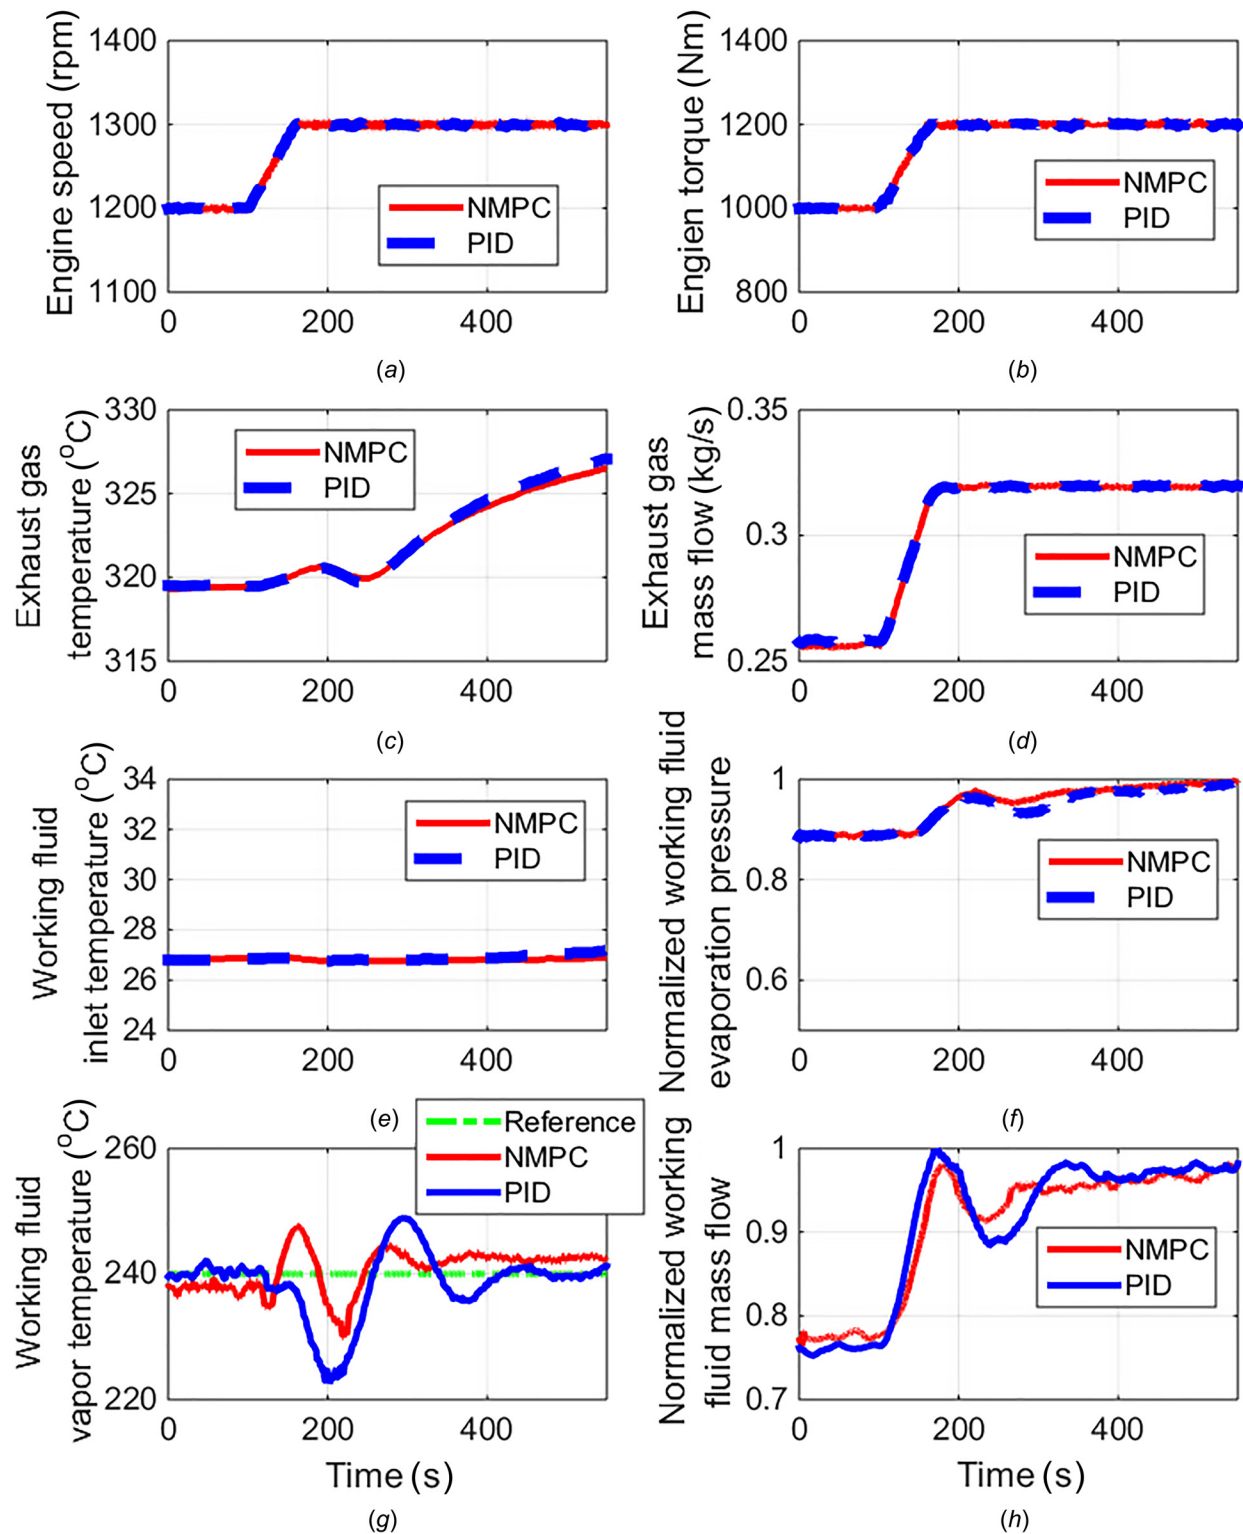 Engine speed (rpm)
1400
1300
1200
1100
0 200 400
NMPC
PID
(a)
Engien torque (Nm)
1400
1200
1000
800
0 200 400
NMPC
PID
(b)
Exhaust gas
temperature (°C)
330
325
320
315
0 200 400
NMPC
PID
(c)
Exhaust gas
mass flow (kg/s)
0.35
0.3
0.25
0 200 400
NMPC
PID
(d)
Working fluid
inlet temperature (°C)
34
32
30
28
26
24
0 200 400
NMPC
PID
(e)
Normalized working fluid
evaporation pressure
1
0.8
0.6
0 200 400
NMPC
PID
(f)
Working fluid
vapor temperature (°C)
260
240
220
0 200 400
Reference
NMPC
PID
Time (s)
(g)
Normalized working
fluid mass flow
1
0.9
0.8
0.7
0 200 400
NMPC
PID
Time (s)
(h)